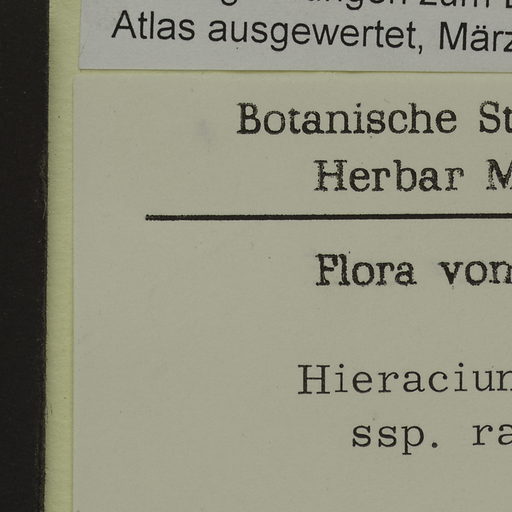 Atlas ausgewertet, März
Botanische St
Herbar M
Flora von
Hieraciu
ssp. ra